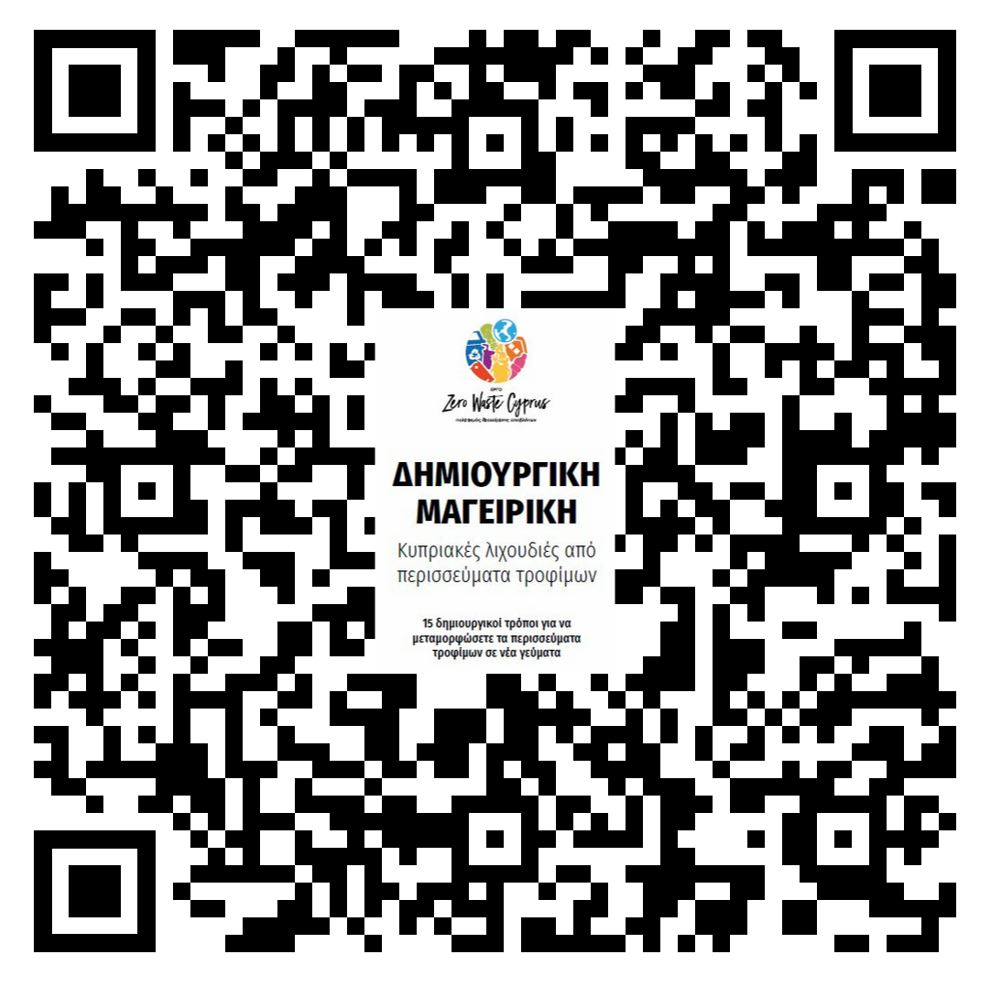 Zero Waste Cyprus
ΔΗΜΙΟΥΡΓΙΚΗ
ΜΑΓΕΙΡΙΚΗ
Κυπριακές λιχουδιές από
περισσεύματα τροφίμων
15 δημιουργικοί τρόποι για να
μεταμορφώσετε τα περισσεύματα
τροφίμων σε νέα γεύματα